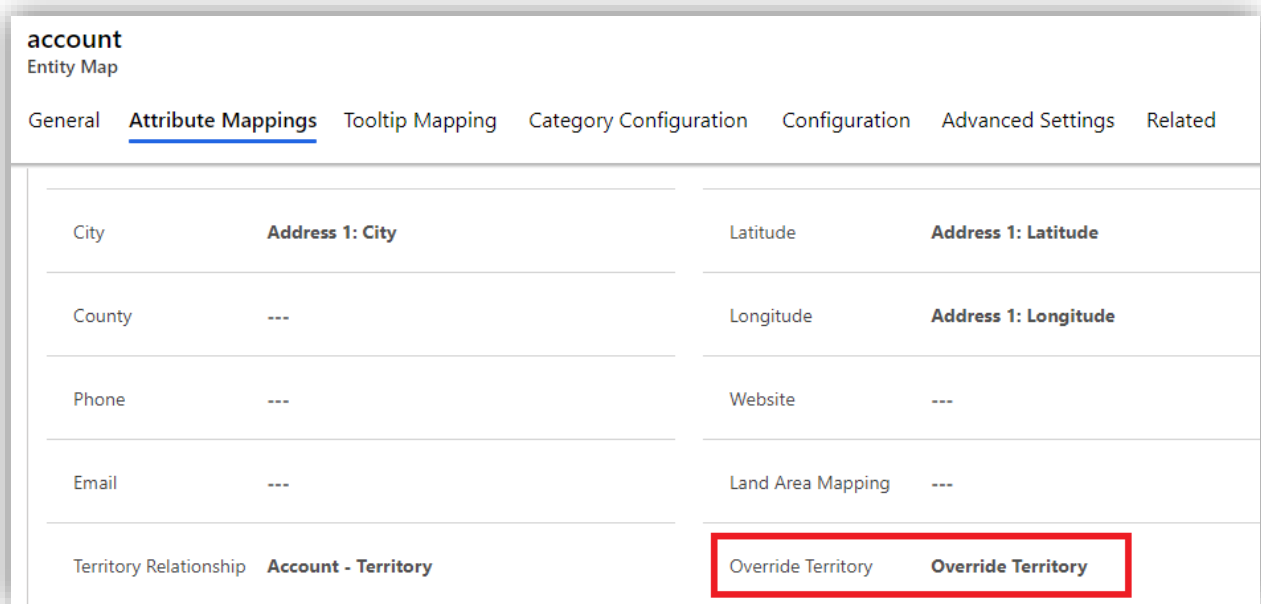 account
Entity Map
General Attribute Mappings Tooltip Mapping Category Configuration Configuration Advanced Settings Related
City Address 1: City Latitude Address 1: Latitude
County --- Longitude Address 1: Longitude
Phone --- Website ---
Email --- Land Area Mapping ---
Territory Relationship Account - Territory Override Territory Override Territory